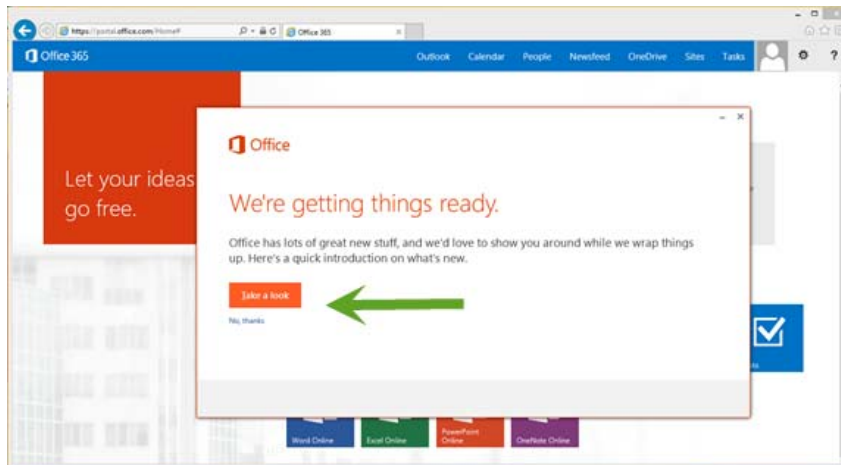 https://portal.office.com/Home#
Office 365
Office 365
Outlook Calendar People Newsfeed OneDrive Sites Tasks ?
Office
Let your ideas
go free.
We're getting things ready.
Office has lots of great new stuff, and we'd love to show you around while we wrap things
up. Here's a quick introduction on what's new.
Take a look
No, thanks
Word Online
Excel Online
PowerPoint
Online
OneNote Online